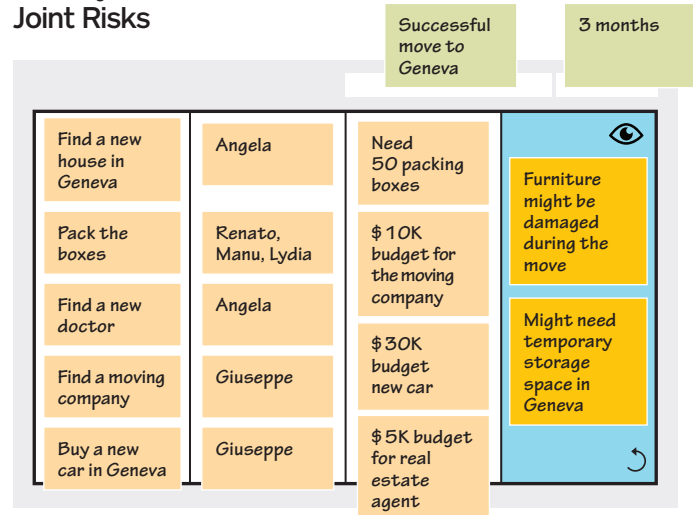 Joint Risks
Successful
move to
Geneva
3 months
Find a new
house in
Geneva
Pack the
boxes
Find a new
doctor
Find a moving
company
Buy a new
car in Geneva
Angela
Renato,
Manu, Lydia
Angela
Giuseppe
Giuseppe
Need
50 packing
boxes
$10K
budget for
the moving
company
$30K
budget
new car
$5K budget
for real
estate
agent
Furniture
might be
damaged
during the
move
Might need
temporary
storage
space in
Geneva